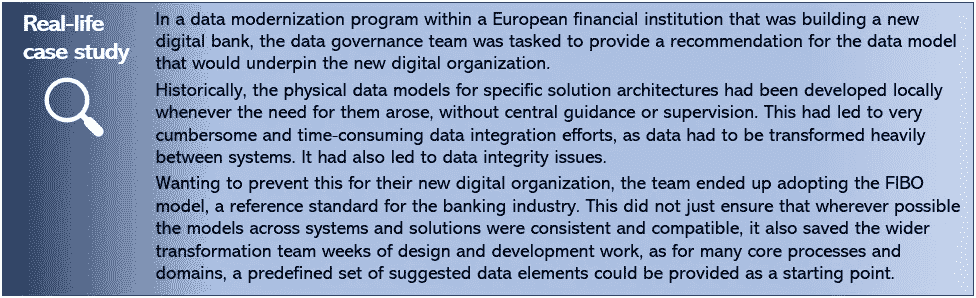 Real-life
case study
In a data modernization program within a European financial institution that was building a new
digital bank, the data governance team was tasked to provide a recommendation for the data model
that would underpin the new digital organization.
Historically, the physical data models for specific solution architectures had been developed locally
whenever the need for them arose, without central guidance or supervision. This had led to very
cumbersome and time-consuming data integration efforts, as data had to be transformed heavily
between systems. It had also led to data integrity issues.
Wanting to prevent this for their new digital organization, the team ended up adopting the FIBO
model, a reference standard for the banking industry. This did not just ensure that wherever possible
the models across systems and solutions were consistent and compatible, it also saved the wider
transformation team weeks of design and development work, as for many core processes and
domains, a predefined set of suggested data elements could be provided as a starting point.